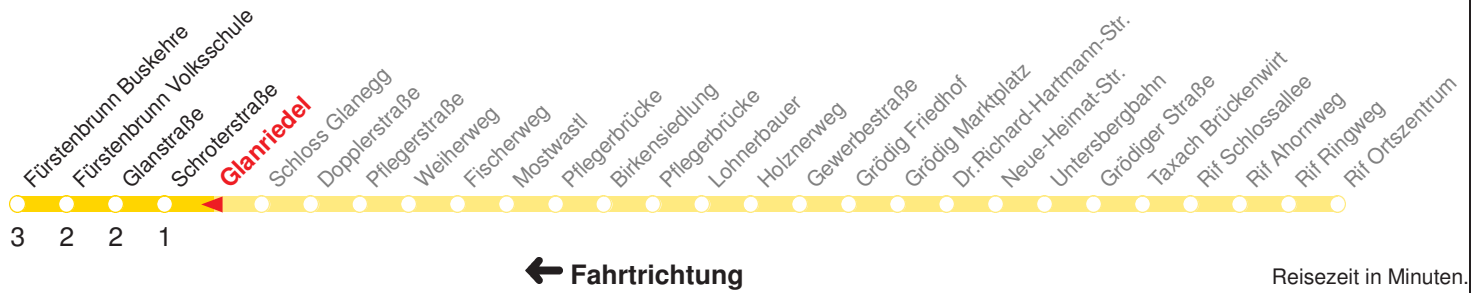 Fürstenbrunn Buskehre
Fürstenbrunn Volksschule
Glanstraße
Schroterstraße
Glanriedel
Schloss Glanegg
Dopplerstraße
Pflegerstraße
Weiherweg
Fischerweg
Mostwastl
Pflegerbrücke
Birkensiedlung
Pflegerbrücke
Lohnerbauer
Holznerweg
Gewerbestraße
Grödig Friedhof
Grödig Marktplatz
Dr.Richard-Hartmann-Str.
Neue-Heimat-Str.
Untersbergbahn
Grödiger Straße
Taxach Brückenwirt
Rif Schlossallee
Rif Ahornweg
Rif Ringweg
Rif Ortszentrum
3 2 2 1
Fahrtrichtung
Reisezeit in Minuten.